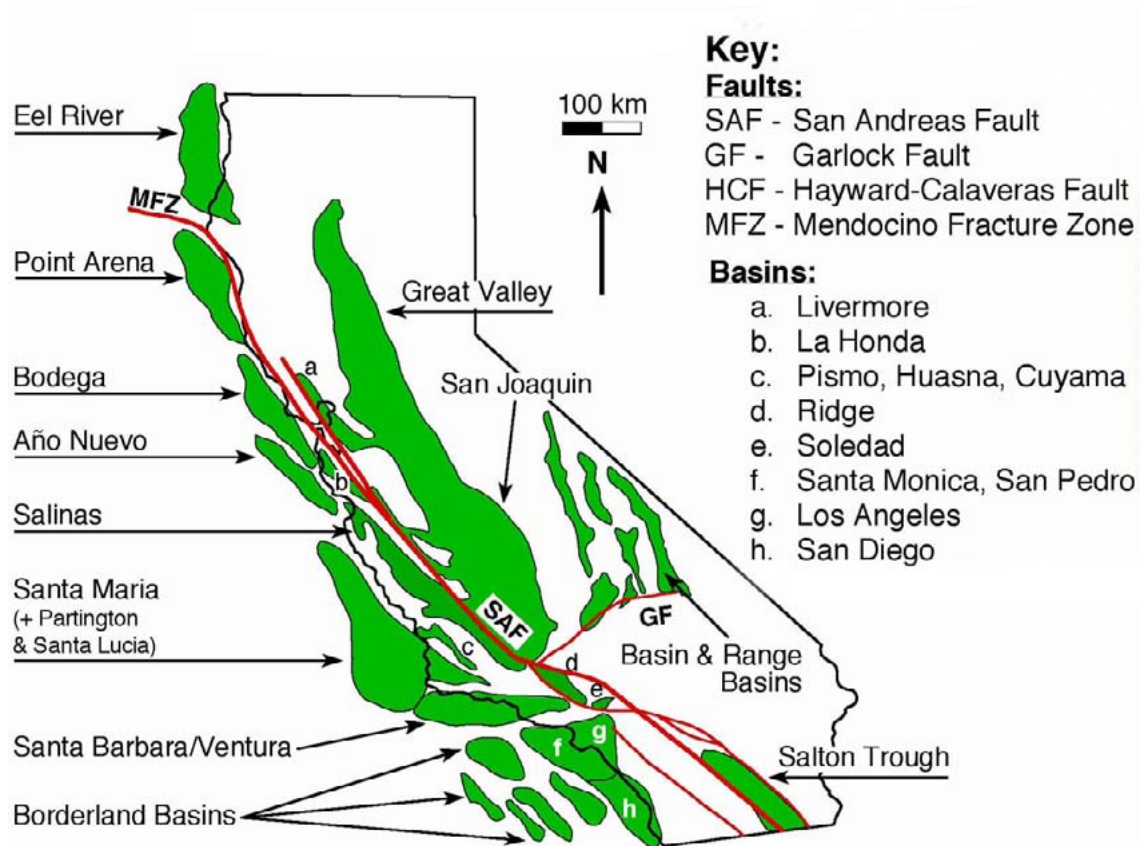 Eel River
MFZ
Point Arena
Bodega
Año Nuevo
Salinas
Santa Maria
(+ Partington
& Santa Lucia)
Santa Barbara/Ventura
Borderland Basins
100 km
N
Great Valley
San Joaquin
a
b
SAF
c
GF
Basin & Range
Basins
d
e
g
f
h
Salton Trough
Key:
Faults:
SAF - San Andreas Fault
GF - Garlock Fault
HCF - Hayward-Calaveras Fault
MFZ - Mendocino Fracture Zone
Basins:
a. Livermore
b. La Honda
c. Pismo, Huasna, Cuyama
d. Ridge
e. Soledad
f. Santa Monica, San Pedro
g. Los Angeles
h. San Diego